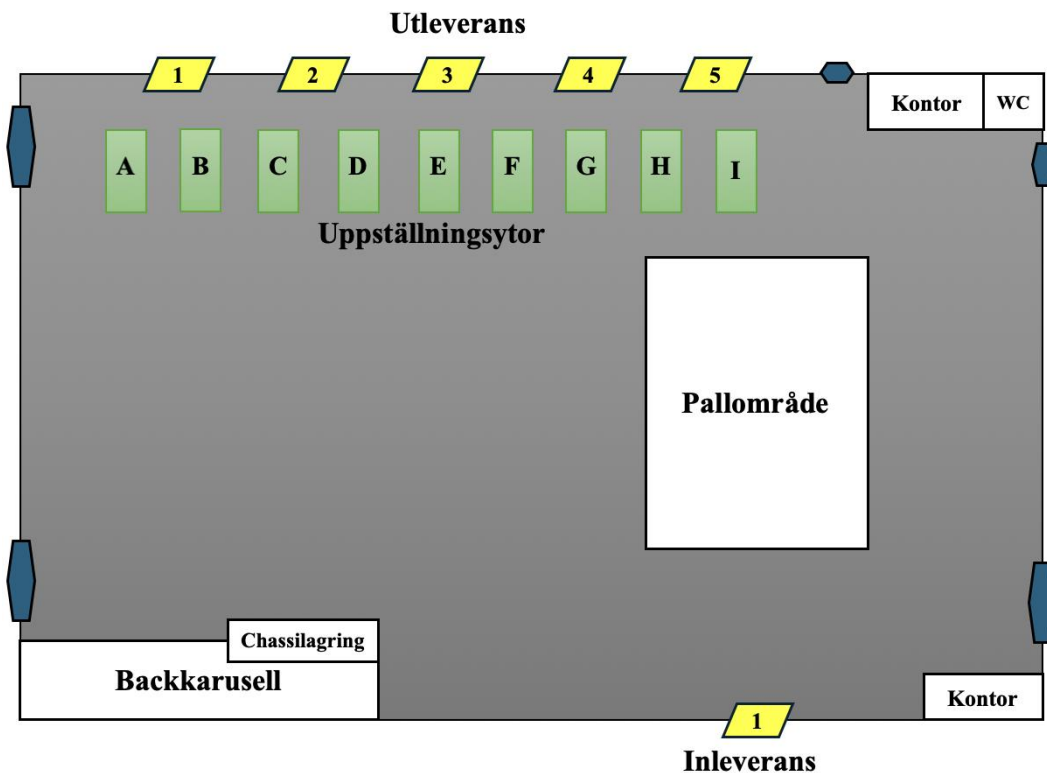 Utleverans
1
2
3
4
5
Kontor
WC
A
B
C
D
E
F
G
H
I
Uppställningsytor
Pallområde
Chassilagring
Backkarusell
Kontor
1
Inleverans